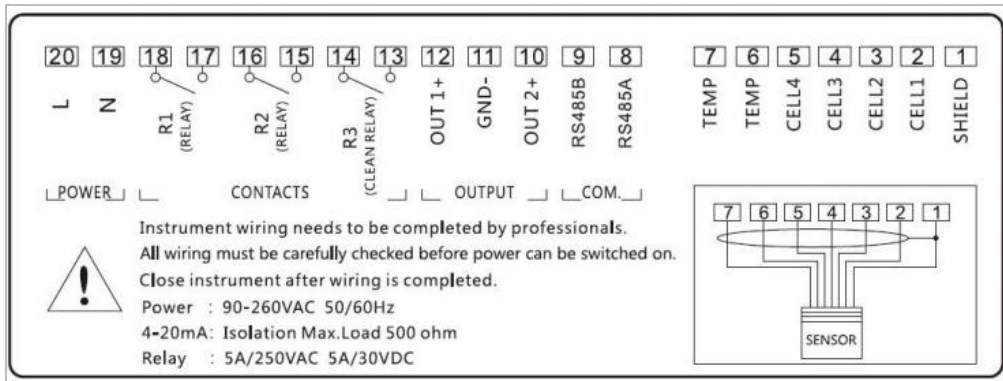 20 19 18 17 16 15 14 13 12 11 10 9 8 7 6 5 4 3 2 1
L
N
R1
(RELAY)
R2
(RELAY)
R3
(CLEAN RELAY)
OUT 1+
GND-
OUT 2+
RS485B
RS485A
TEMP
TEMP
CELL4
CELL3
CELL2
CELL1
SHIELD
POWER CONTACTS OUTPUT COM.
Instrument wiring needs to be completed by professionals.
All wiring must be carefully checked before power can be switched on.
Close instrument after wiring is completed.
Power : 90-260VAC 50/60Hz
4-20mA: Isolation Max.Load 500 ohm
Relay : 5A/250VAC 5A/30VDC
!
7 6 5 4 3 2 1
SENSOR